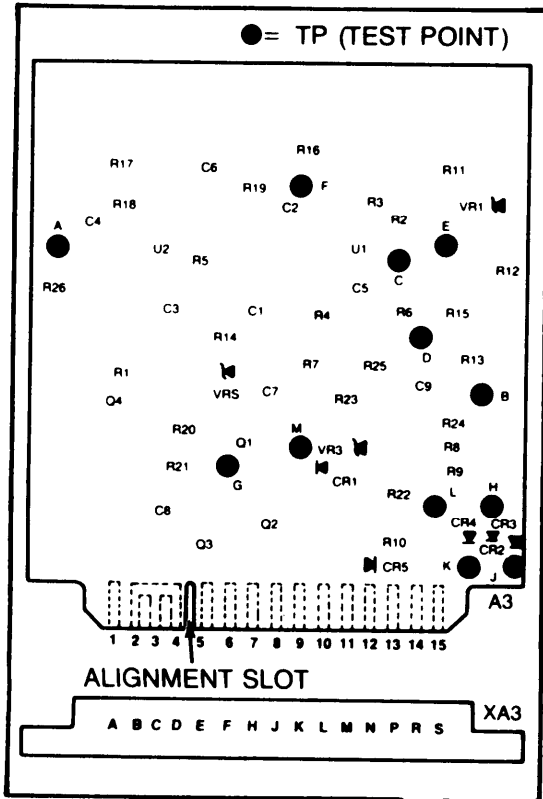 = TP (TEST POINT)
R16
R17 C6 R11
R19 F
R18 C2 R3 VR1
A C4 R2 E
U2 U1
R5 R12
C
R26 C5
C3 C1 R4 R6 R15
R14
D R13
R1 R7 R25
VRS C7 C9
Q4 R23 B
R20 M R24
Q1 VR3 R8
R21 CR1 R9
G R22 L H
C8 Q2 CR4 CR3
Q3 R10 CR2
CR5 K J
A3
1 2 3 4 5 6 7 8 9 10 11 12 13 14 15
ALIGNMENT SLOT
XA3
A B C D E F H J K L M N P R S